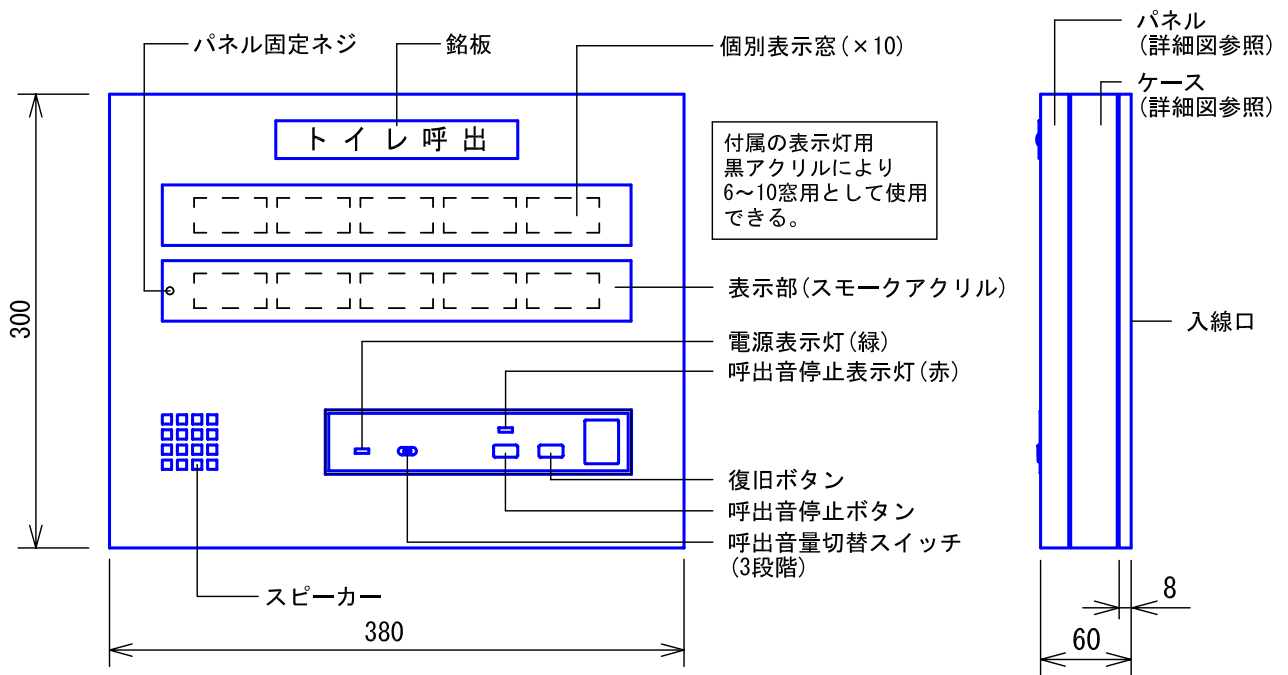 パネル固定ネジ
銘板
個別表示窓(×10)
パネル
(詳細図参照)
ケース
(詳細図参照)
トイレ呼出
付属の表示灯用
黒アクリルにより
6〜10窓用として使用
できる。
300
表示部(スモークアクリル)
入線口
電源表示灯(緑)
呼出音停止表示灯(赤)
復旧ボタン
呼出音停止ボタン
呼出音量切替スイッチ
(3段階)
スピーカー
380
8
60